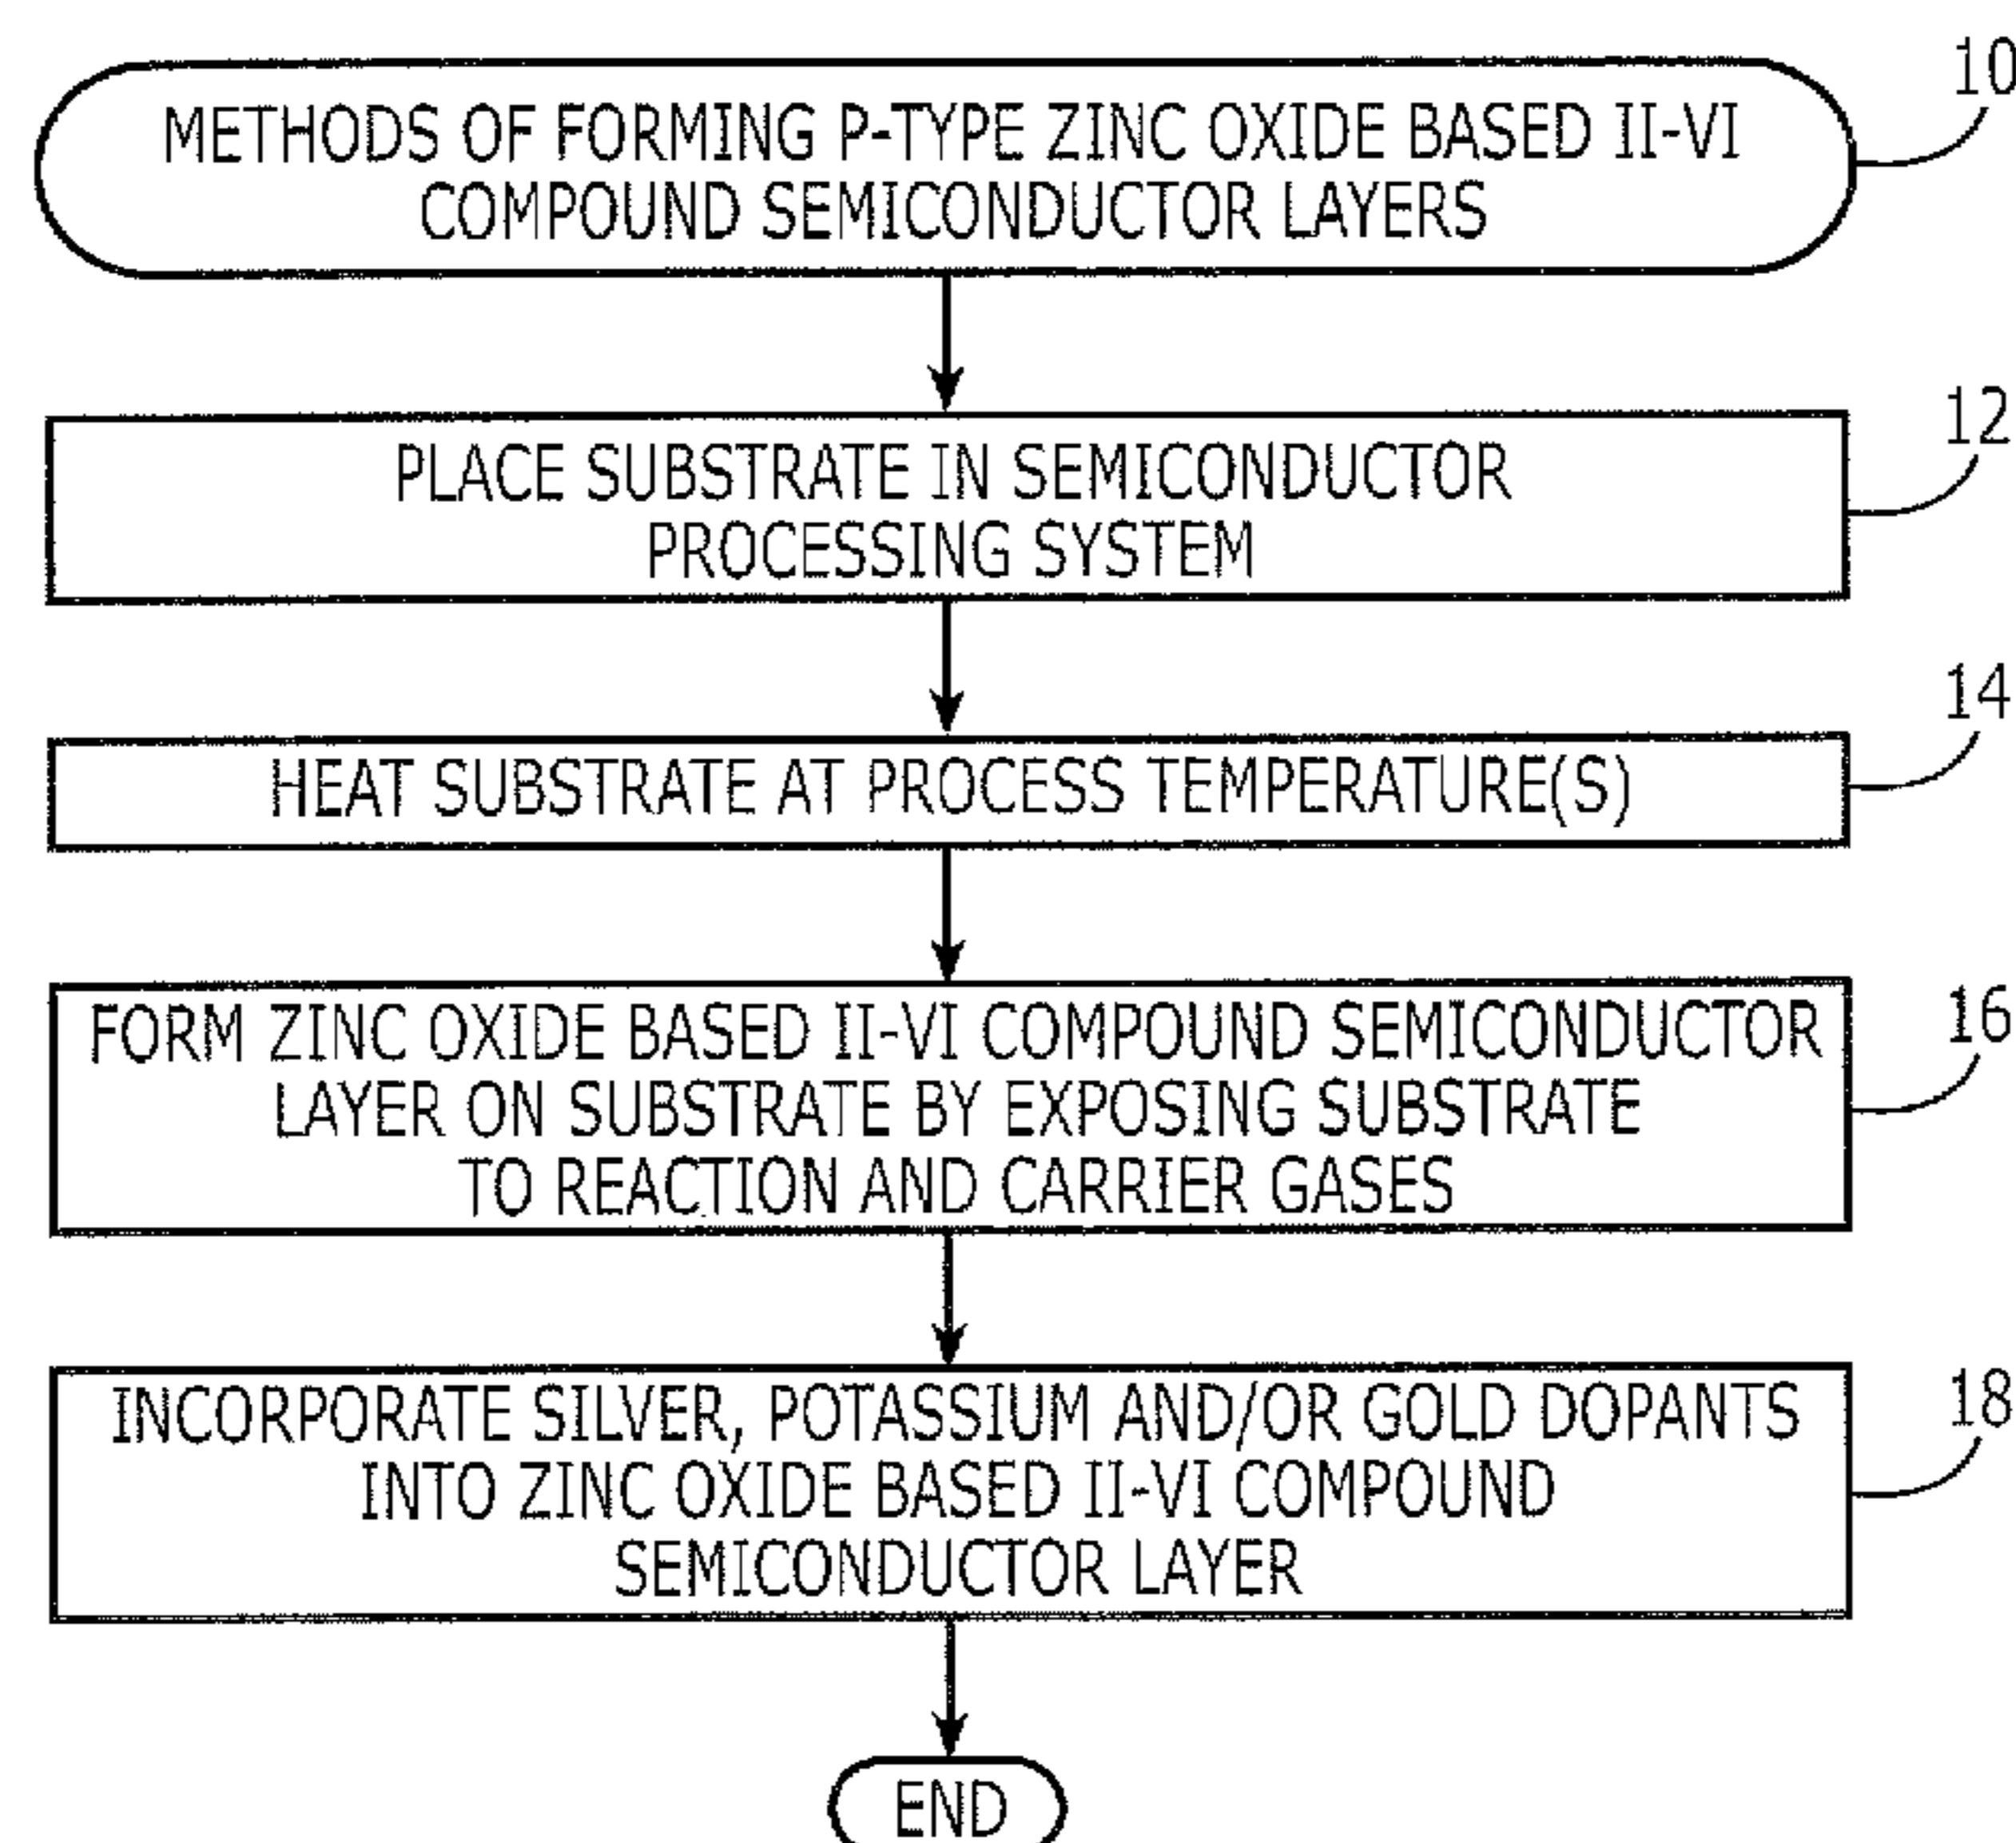 10
METHODS OF FORMING P-TYPE ZINC OXIDE BASED II-VI
COMPOUND SEMICONDUCTOR LAYERS
12
PLACE SUBSTRATE IN SEMICONDUCTOR
PROCESSING SYSTEM
14
HEAT SUBSTRATE AT PROCESS TEMPERATURE(S)
16
FORM ZINC OXIDE BASED II-VI COMPOUND SEMICONDUCTOR
LAYER ON SUBSTRATE BY EXPOSING SUBSTRATE
TO REACTION AND CARRIER GASES
18
INCORPORATE SILVER, POTASSIUM AND/OR GOLD DOPANTS
INTO ZINC OXIDE BASED II-VI COMPOUND
SEMICONDUCTOR LAYER
END